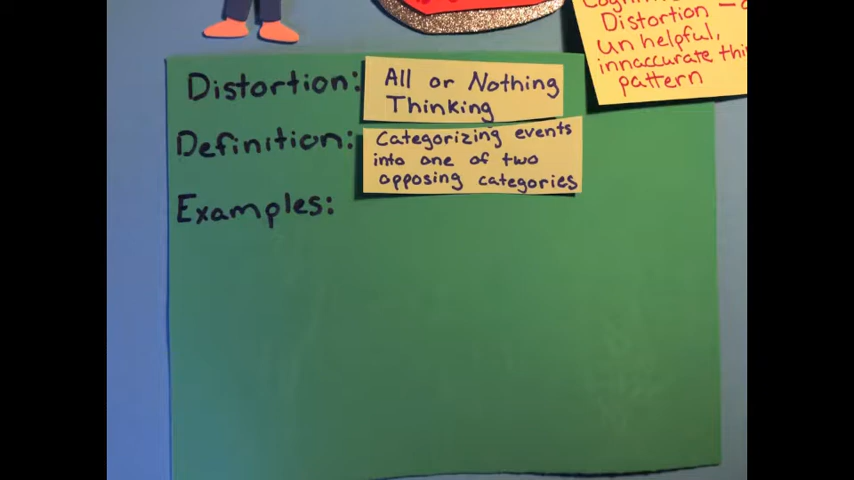 Distortion -
Un helpful,
innaccurate
pattern
Distortion: All or Nothing
Thinking
Definition: Categorizing events
into one of two
opposing categories
Examples: